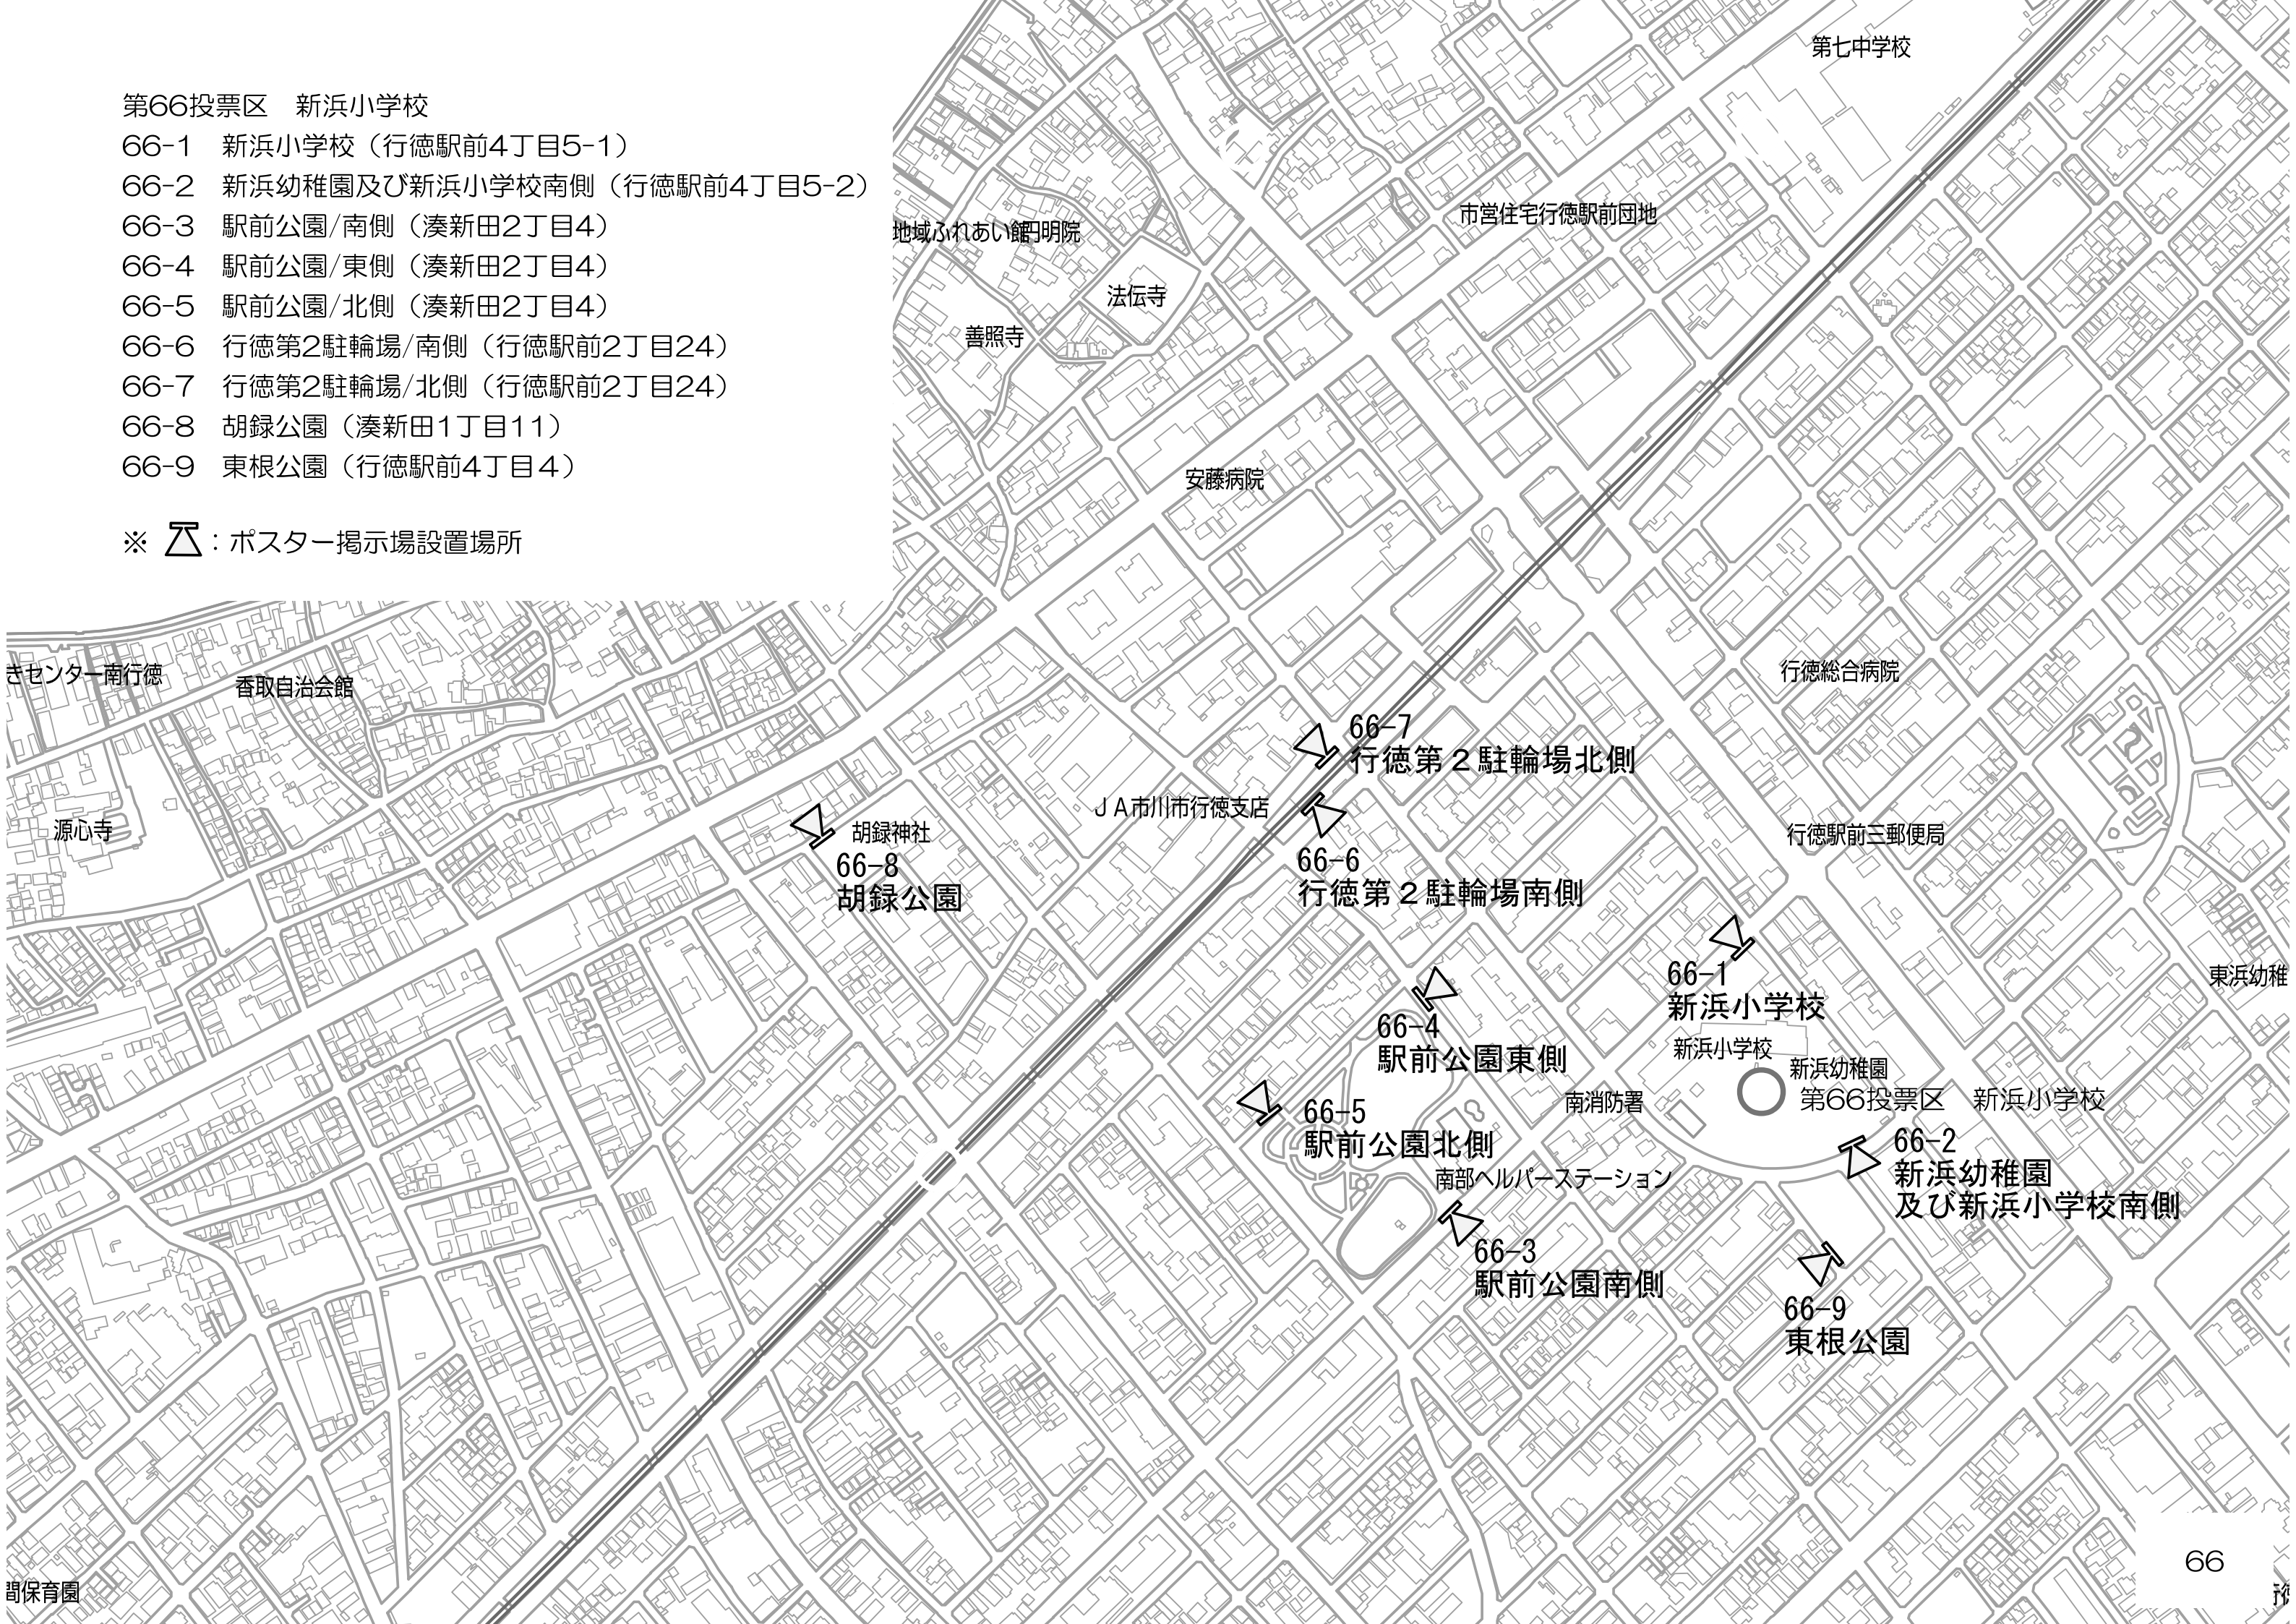 第66投票区　新浜小学校
66-1　新浜小学校（行徳駅前4丁目5-1）
66-2　新浜幼稚園及び新浜小学校南側（行徳駅前4丁目5-2）
66-3　駅前公園/南側（湊新田2丁目4）
66-4　駅前公園/東側（湊新田2丁目4）
66-5　駅前公園/北側（湊新田2丁目4）
66-6　行徳第2駐輪場/南側（行徳駅前2丁目24）
66-7　行徳第2駐輪場/北側（行徳駅前2丁目24）
66-8　胡録公園（湊新田1丁目11）
66-9　東根公園（行徳駅前4丁目４）
※　：ポスター掲示場設置場所
第七中学校
市営住宅行徳駅前団地
地域ふれあい館
円明院
法伝寺
善照寺
安藤病院
きセンター南行徳
香取自治会館
行徳総合病院
66-7
行徳第２駐輪場北側
ＪＡ市川市行徳支店
源心寺
胡録神社
行徳駅前三郵便局
66-8
胡録公園
66-6
行徳第２駐輪場南側
66-1
新浜小学校
東浜幼稚
66-4
駅前公園東側
新浜小学校
新浜幼稚園
第66投票区　新浜小学校
南消防署
66-5
駅前公園北側
66-2
新浜幼稚園
及び新浜小学校南側
南部ヘルパーステーション
66-3
駅前公園南側
66-9
東根公園
66
間保育園